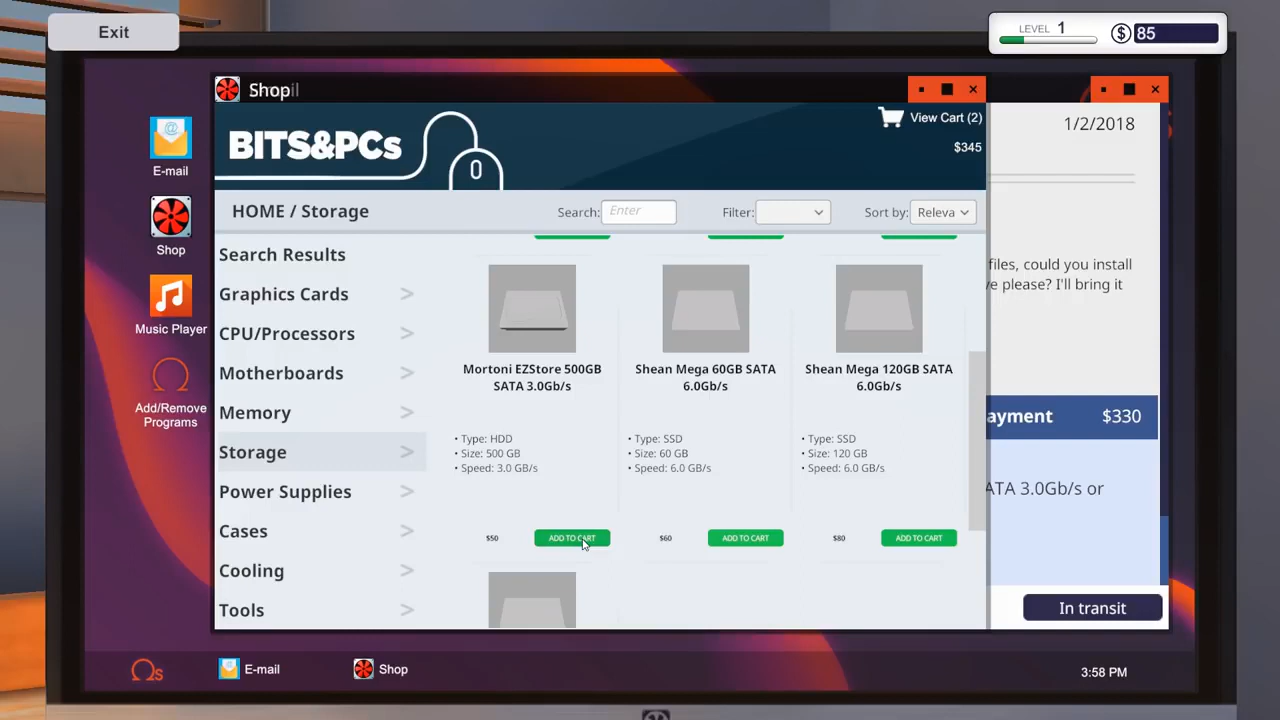 Exit
LEVEL 1
$ 85
Shop
BITS&PCs
View Cart (2)
$345
1/2/2018
HOME / Storage
Search: Enter
Filter:
Sort by: Releva
E-mail
Shop
Music Player
Add/Remove
Programs
Search Results
Graphics Cards >
CPU/Processors >
Motherboards >
Memory >
Storage >
Power Supplies >
Cases >
Cooling >
Tools >
Mortoni EZStore 500GB
SATA 3.0Gb/s
• Type: HDD
• Size: 500 GB
• Speed: 3.0 GB/s
$50
ADD TO CART
Shean Mega 60GB SATA
6.0Gb/s
• Type: SSD
• Size: 60 GB
• Speed: 6.0 GB/s
$60
ADD TO CART
Shean Mega 120GB SATA
6.0Gb/s
• Type: SSD
• Size: 120 GB
• Speed: 6.0 GB/s
$80
ADD TO CART
files, could you install
ve please? I'll bring it
ayment $330
ATA 3.0Gb/s or
In transit
Ωs
E-mail
Shop
3:58 PM